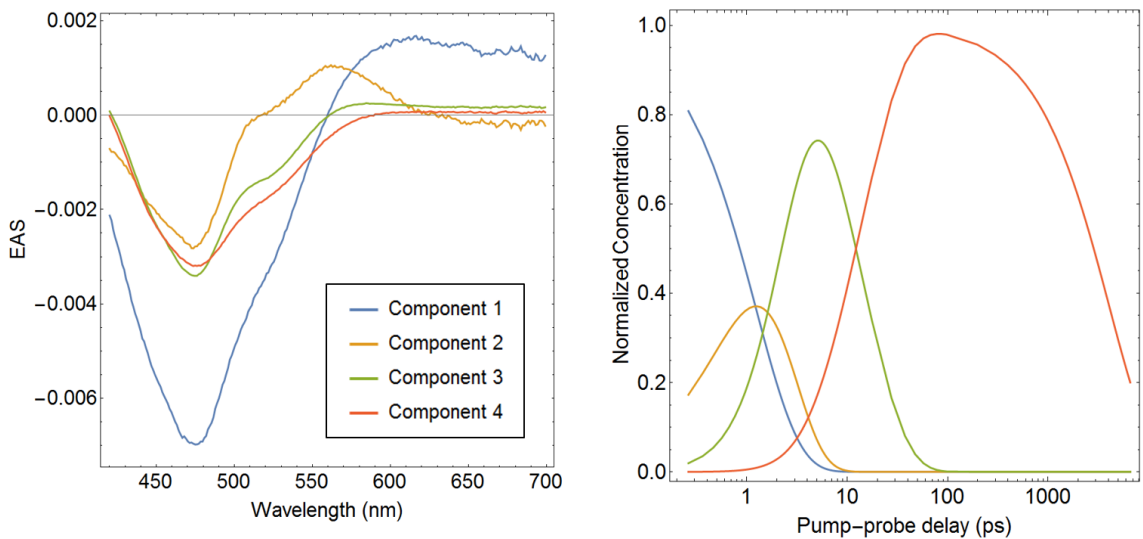 0.002
0.000
−0.002
−0.004
−0.006
EAS
450 500 550 600 650 700
Wavelength (nm)
Component 1
Component 2
Component 3
Component 4
1.0
0.8
0.6
0.4
0.2
0.0
Normalized Concentration
1 10 100 1000
Pump−probe delay (ps)